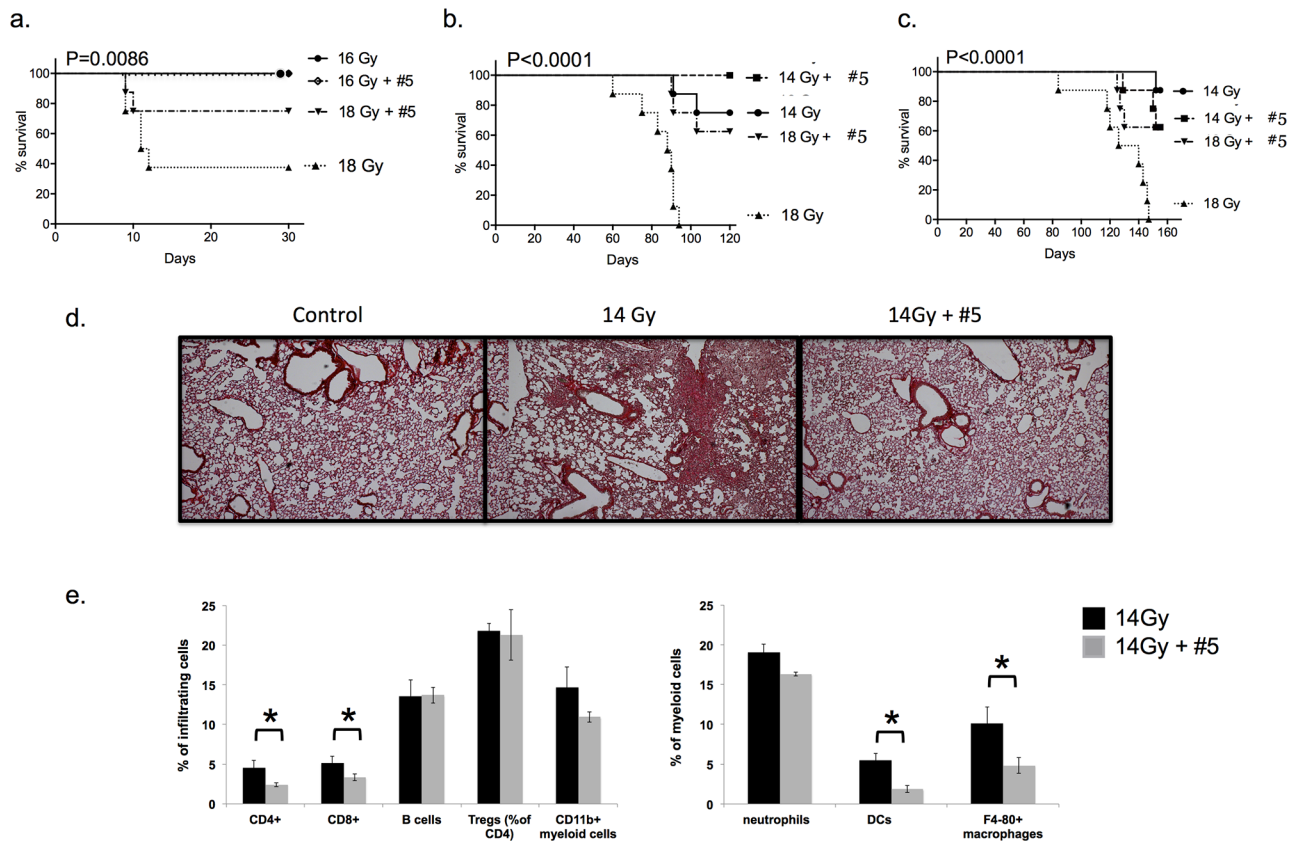 a.
P=0.0086
100
80
60
40
20
0
% survival
0 10 20 30
Days
16 Gy
16 Gy + #5
18 Gy + #5
18 Gy
b.
P<0.0001
100
80
60
40
20
0
% survival
0 20 40 60 80 100 120
Days
14 Gy + #5
14 Gy
18 Gy + #5
18 Gy
c.
P<0.0001
100
80
60
40
20
0
% survival
0 20 40 60 80 100 120 140 160
Days
14 Gy
14 Gy + #5
18 Gy + #5
18 Gy
d.
Control 14 Gy 14Gy + #5
e.
25
20
15
10
5
0
% of infiltrating cells
* *
CD4+ CD8+ B cells Tregs (%of CD11b+
CD4) myeloid cells
25
20
15
10
5
0
% of myeloid cells
* *
neutrophils DCs F4-80+
macrophages
14Gy
14Gy + #5